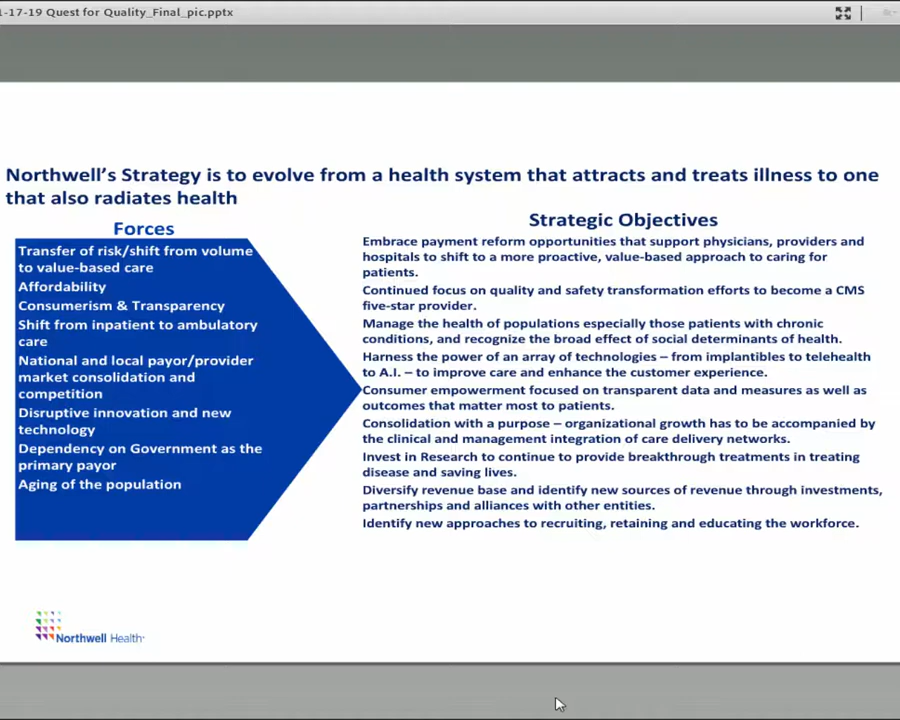 1-17-19 Quest for Quality_Final_pic.pptx
Northwell's Strategy is to evolve from a health system that attracts and treats illness to one
that also radiates health
Forces
Transfer of risk/shift from volume
to value-based care
Affordability
Consumerism & Transparency
Shift from inpatient to ambulatory
care
National and local payor/provider
market consolidation and
competition
Disruptive innovation and new
technology
Dependency on Government as the
primary payor
Aging of the population
Strategic Objectives
Embrace payment reform opportunities that support physicians, providers and
hospitals to shift to a more proactive, value-based approach to caring for
patients.
Continued focus on quality and safety transformation efforts to become a CMS
five-star provider.
Manage the health of populations especially those patients with chronic
conditions, and recognize the broad effect of social determinants of health.
Harness the power of an array of technologies – from implantibles to telehealth
to A.I. – to improve care and enhance the customer experience.
Consumer empowerment focused on transparent data and measures as well as
outcomes that matter most to patients.
Consolidation with a purpose – organizational growth has to be accompanied by
the clinical and management integration of care delivery networks.
Invest in Research to continue to provide breakthrough treatments in treating
disease and saving lives.
Diversify revenue base and identify new sources of revenue through investments,
partnerships and alliances with other entities.
Identify new approaches to recruiting, retaining and educating the workforce.
Northwell Health